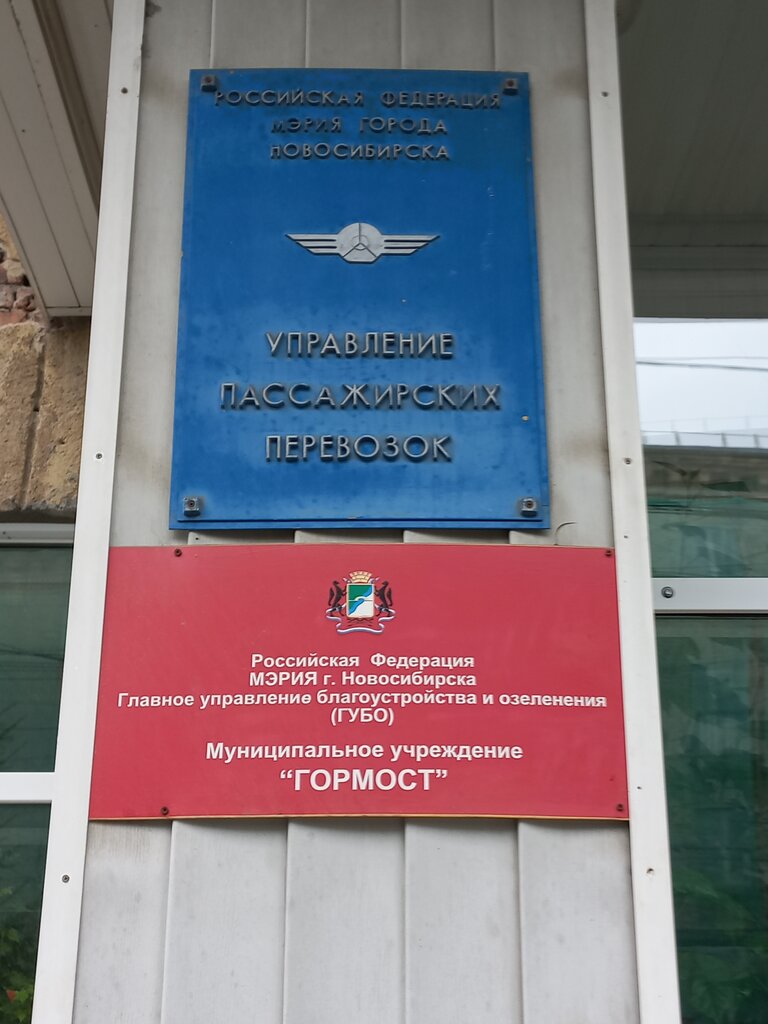 РОССИЙСКАЯ ФЕДЕРАЦИЯ
МЭРИЯ ГОРОДА
НОВОСИБИРСКА
УПРАВЛЕНИЕ
ПАССАЖИРСКИХ
ПЕРЕВОЗОК
Российская Федерация
МЭРИЯ г. Новосибирска
Главное управление благоустройства и озеленения
(ГУБО)
Муниципальное учреждение
“ГОРМОСТ”